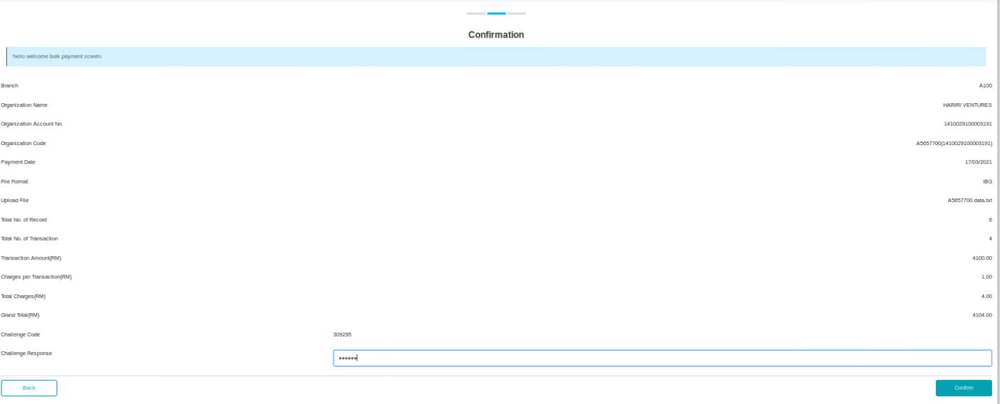 Confirmation
hello welcome bulk payment screen.
Branch A100
Organization Name HARIRI VENTURES
Organization Account No. 1410029100003191
Organization Code A5657700(1410029100003191)
Payment Date 17/03/2021
File Format IBG
Upload File A5657700.data.txt
Total No. of Record 6
Total No. of Transaction 4
Transaction Amount(RM) 4100.00
Charges per Transaction(RM) 1.00
Total Charges(RM) 4.00
Grand Total(RM) 4104.00
Challenge Code 309295
Challenge Response ••••••
Back Confirm